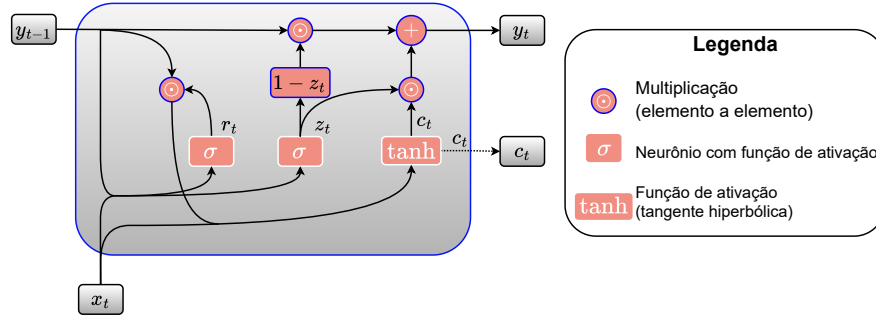 y_{t-1}
y_t
Legenda
Multiplicação
(elemento a elemento)
1 − z_t
r_t
z_t
c_t
c_t
c_t
σ
σ
tanh
σ
Neurônio com função de ativação
tanh
Função de ativação
(tangente hiperbólica)
x_t